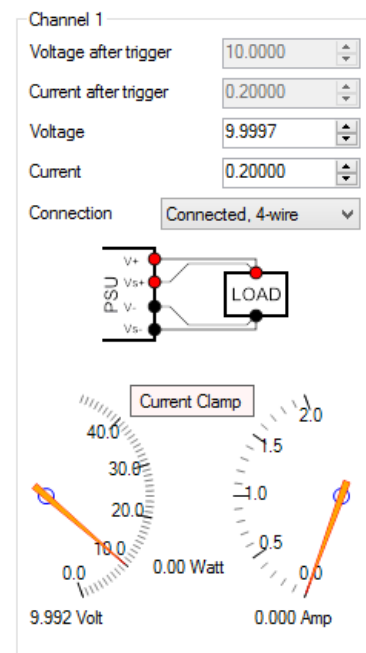 Channel 1
Voltage after trigger 10.0000
Current after trigger 0.20000
Voltage 9.9997
Current 0.20000
Connection Connected, 4-wire
PSU
V+
Vs+
V-
Vs-
LOAD
Current Clamp
40.0
30.0
20.0
10.0
0.0
2.0
1.5
1.0
0.5
0.0
0.00 Watt
9.992 Volt
0.000 Amp